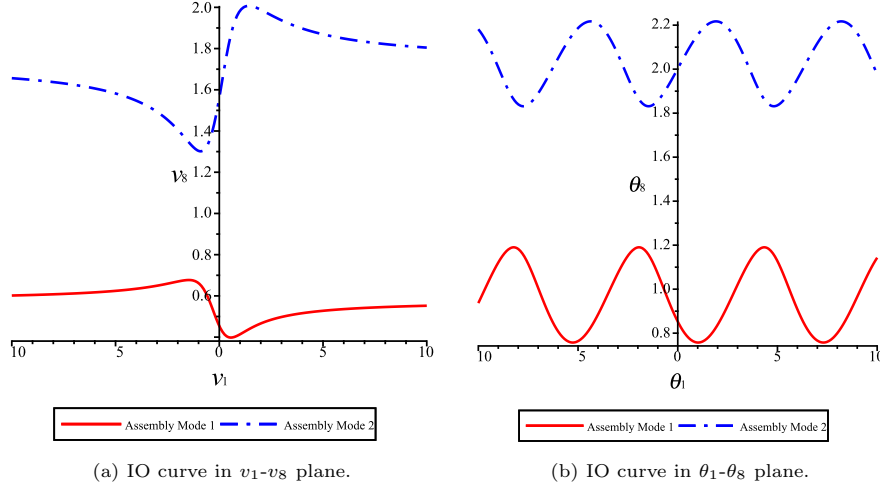 2.0
1.8
1.6
1.4
v8
1.2
1.0
0.8
0.6
10 5 0 5 10
v1
Assembly Mode 1 Assembly Mode 2
(a) IO curve in v1-v8 plane.
2.2
2.0
1.8
1.6
θ8
1.4
1.2
1.0
0.8
10 5 0 5 10
θ1
Assembly Mode 1 Assembly Mode 2
(b) IO curve in θ1-θ8 plane.